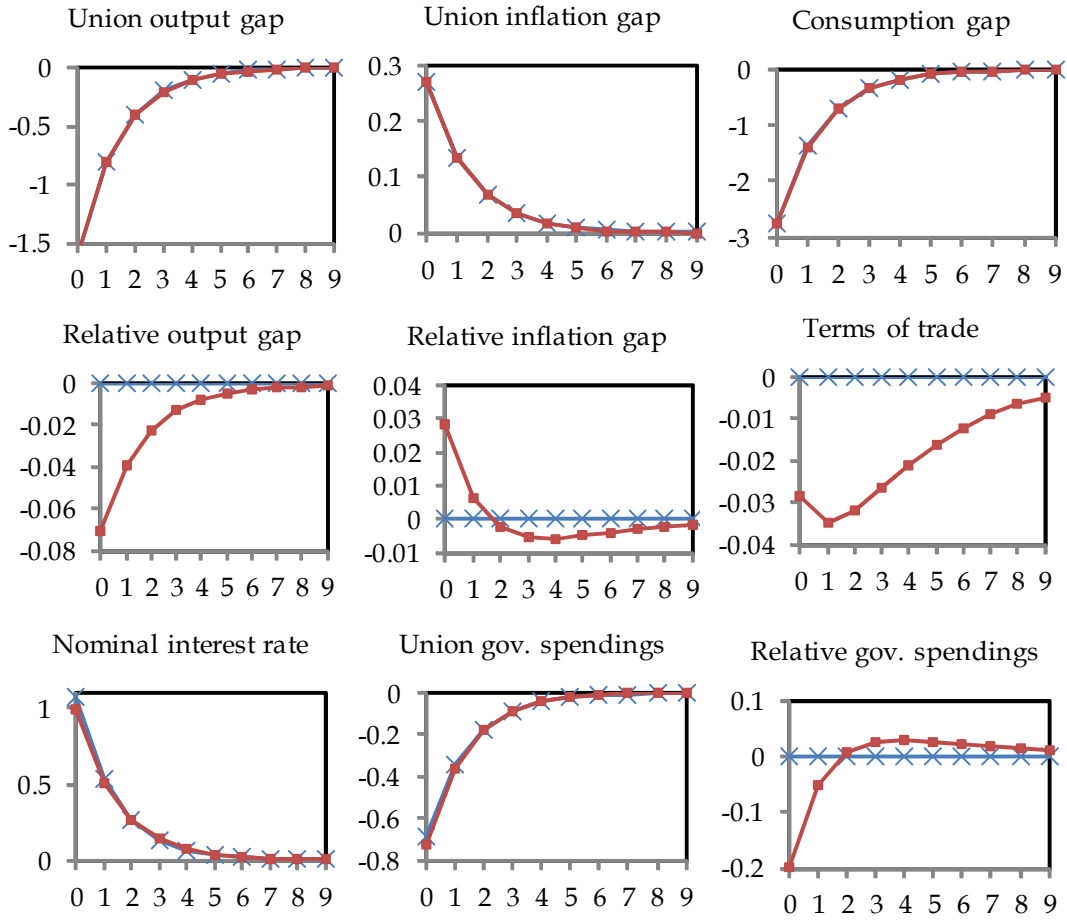 Union output gap
0
-0.5
-1
-1.5
0 1 2 3 4 5 6 7 8 9
Union inflation gap
0.3
0.2
0.1
0
0 1 2 3 4 5 6 7 8 9
Consumption gap
0
-1
-2
-3
0 1 2 3 4 5 6 7 8 9
Relative output gap
0
-0.02
-0.04
-0.06
-0.08
0 1 2 3 4 5 6 7 8 9
Relative inflation gap
0.04
0.03
0.02
0.01
0
-0.01
0 1 2 3 4 5 6 7 8 9
Terms of trade
0
-0.01
-0.02
-0.03
-0.04
0 1 2 3 4 5 6 7 8 9
Nominal interest rate
1
0.5
0
0 1 2 3 4 5 6 7 8 9
Union gov. spendings
0
-0.2
-0.4
-0.6
-0.8
0 1 2 3 4 5 6 7 8 9
Relative gov. spendings
0.1
0
-0.1
-0.2
0 1 2 3 4 5 6 7 8 9